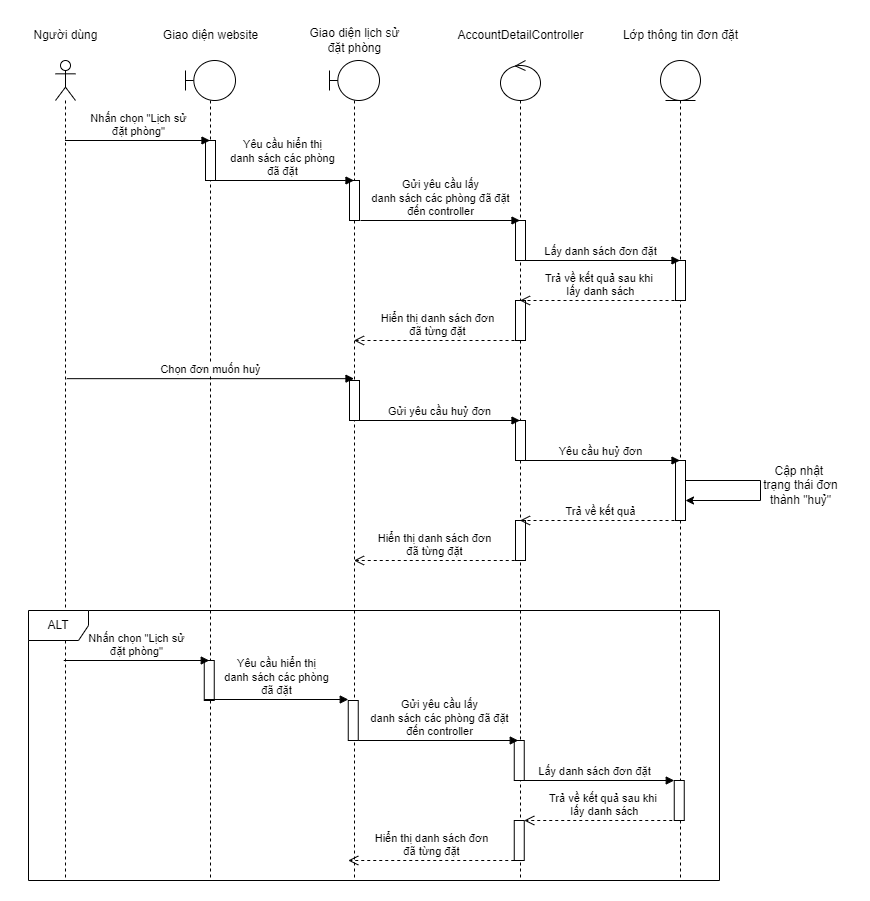 Người dùng
Giao diện website
Giao diện lịch sử
đặt phòng
AccountDetailController
Lớp thông tin đơn đặt
Nhấn chọn "Lịch sử
đặt phòng"
Yêu cầu hiển thị
danh sách các phòng
đã đặt
Gửi yêu cầu lấy
danh sách các phòng đã đặt
đến controller
Lấy danh sách đơn đặt
Trả về kết quả sau khi
lấy danh sách
Hiển thị danh sách đơn
đã từng đặt
Chọn đơn muốn huỷ
Gửi yêu cầu huỷ đơn
Yêu cầu huỷ đơn
Cập nhật
trạng thái đơn
thành "huỷ"
Trả về kết quả
Hiển thị danh sách đơn
đã từng đặt
ALT
Nhấn chọn "Lịch sử
đặt phòng"
Yêu cầu hiển thị
danh sách các phòng
đã đặt
Gửi yêu cầu lấy
danh sách các phòng đã đặt
đến controller
Lấy danh sách đơn đặt
Trả về kết quả sau khi
lấy danh sách
Hiển thị danh sách đơn
đã từng đặt